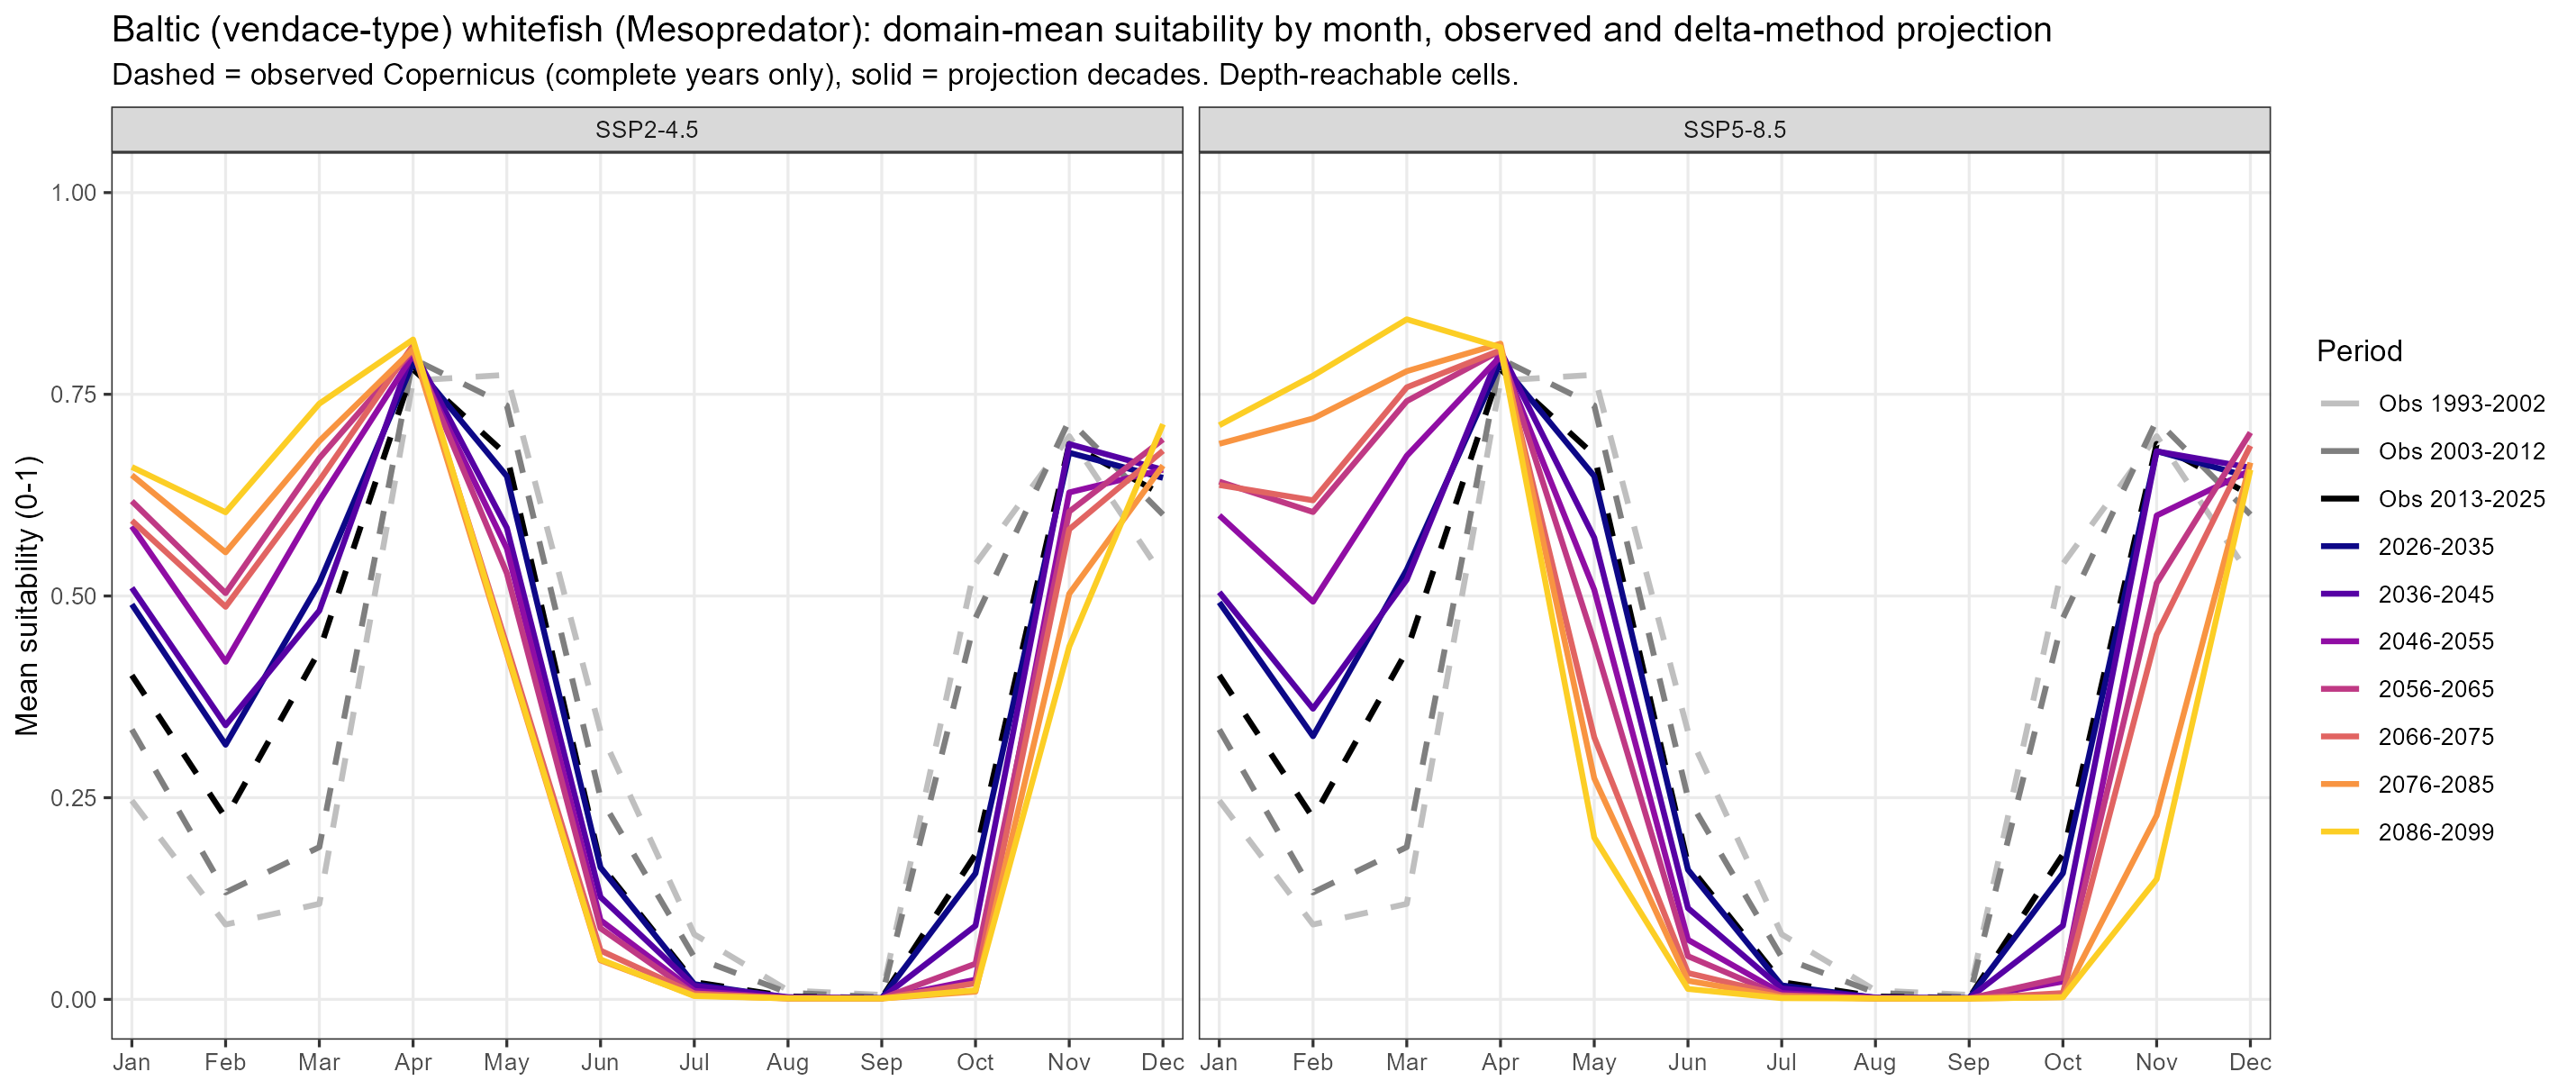 Baltic (vendace-type) whitefish (Mesopredator): domain-mean suitability by month, observed and delta-method projection
Dashed = observed Copernicus (complete years only), solid = projection decades. Depth-reachable cells.
SSP2-4.5
SSP5-8.5
Mean suitability (0-1)
1.00
0.75
0.50
0.25
0.00
Jan Feb Mar Apr May Jun Jul Aug Sep Oct Nov Dec
Jan Feb Mar Apr May Jun Jul Aug Sep Oct Nov Dec
Period
Obs 1993-2002
Obs 2003-2012
Obs 2013-2025
2026-2035
2036-2045
2046-2055
2056-2065
2066-2075
2076-2085
2086-2099